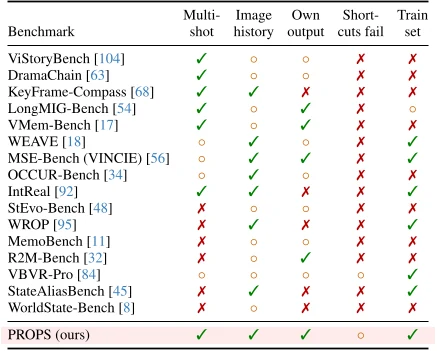 Benchmark Multi-shot Image history Own output Short-cuts fail Train set
ViStoryBench [104] ✓ ○ ○ ✗ ✗
DramaChain [63] ✓ ○ ○ ✗ ✗
KeyFrame-Compass [68] ✓ ✓ ✗ ✗ ✗
LongMIG-Bench [54] ✓ ○ ✓ ✗ ○
VMem-Bench [17] ✓ ○ ✓ ✗ ✗
WEAVE [18] ○ ✓ ○ ✗ ✓
MSE-Bench (VINCIE) [56] ○ ✓ ✓ ✗ ✓
OCCUR-Bench [34] ○ ✓ ○ ✗ ✗
IntReal [92] ✓ ✓ ✗ ✗ ✓
StEvo-Bench [48] ✗ ○ ○ ✗ ✗
WROP [95] ✗ ✓ ✗ ✗ ✓
MemoBench [11] ✗ ○ ○ ✗ ✗
R2M-Bench [32] ✗ ○ ✓ ✗ ✗
VBVR-Pro [84] ○ ○ ○ ○ ✓
StateAliasBench [45] ✗ ✓ ✗ ✗ ✓
WorldState-Bench [8] ✗ ○ ✗ ✗ ✗
PROPS (ours) ✓ ✓ ✓ ○ ✓